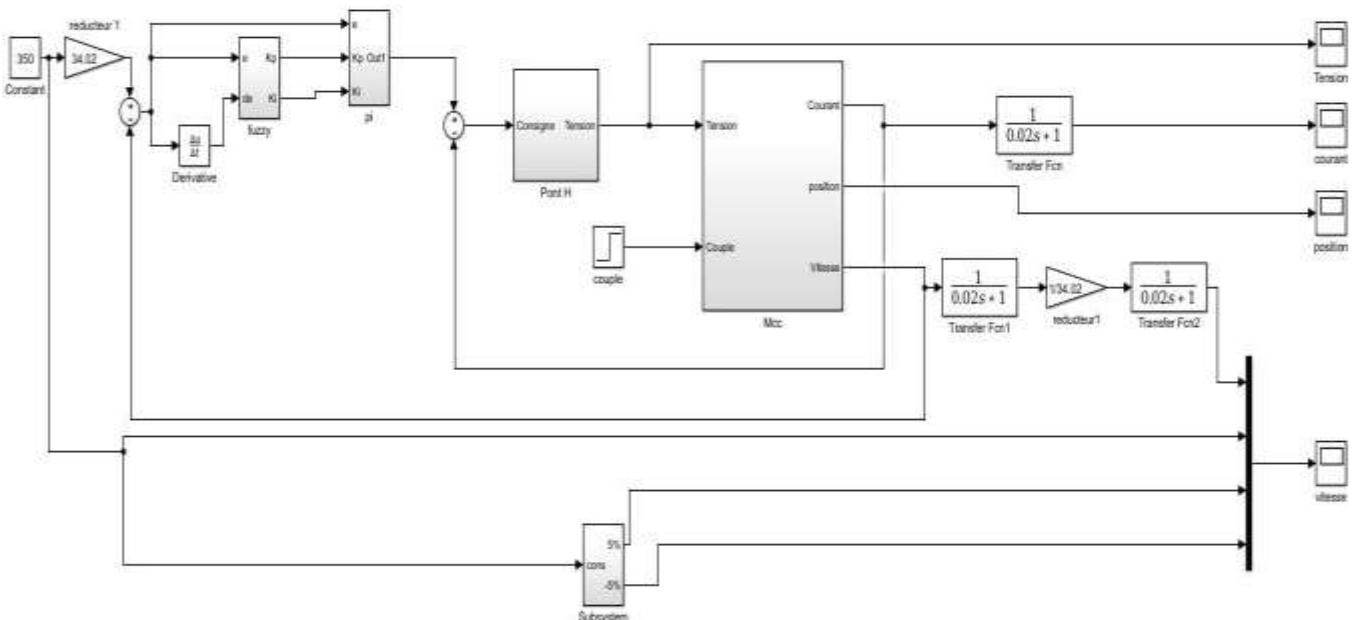 reducteur 1
350
Constant
34.02
+
-
Δu
Δt
Derivative
e
de
Kp
Ki
fuzzy
e
Kp
Ki
Out1
pi
+
-
Consigne
Tension
Pont H
couple
Tension
Couple
Courant
position
Vitesse
Mcc
1
0.02s+1
Transfer Fcn
1
0.02s+1
Transfer Fcn1
1/34.02
reducteur1
1
0.02s+1
Transfer Fcn2
Tension
courant
position
vitesse
cons
5%
-5%
Subsystem